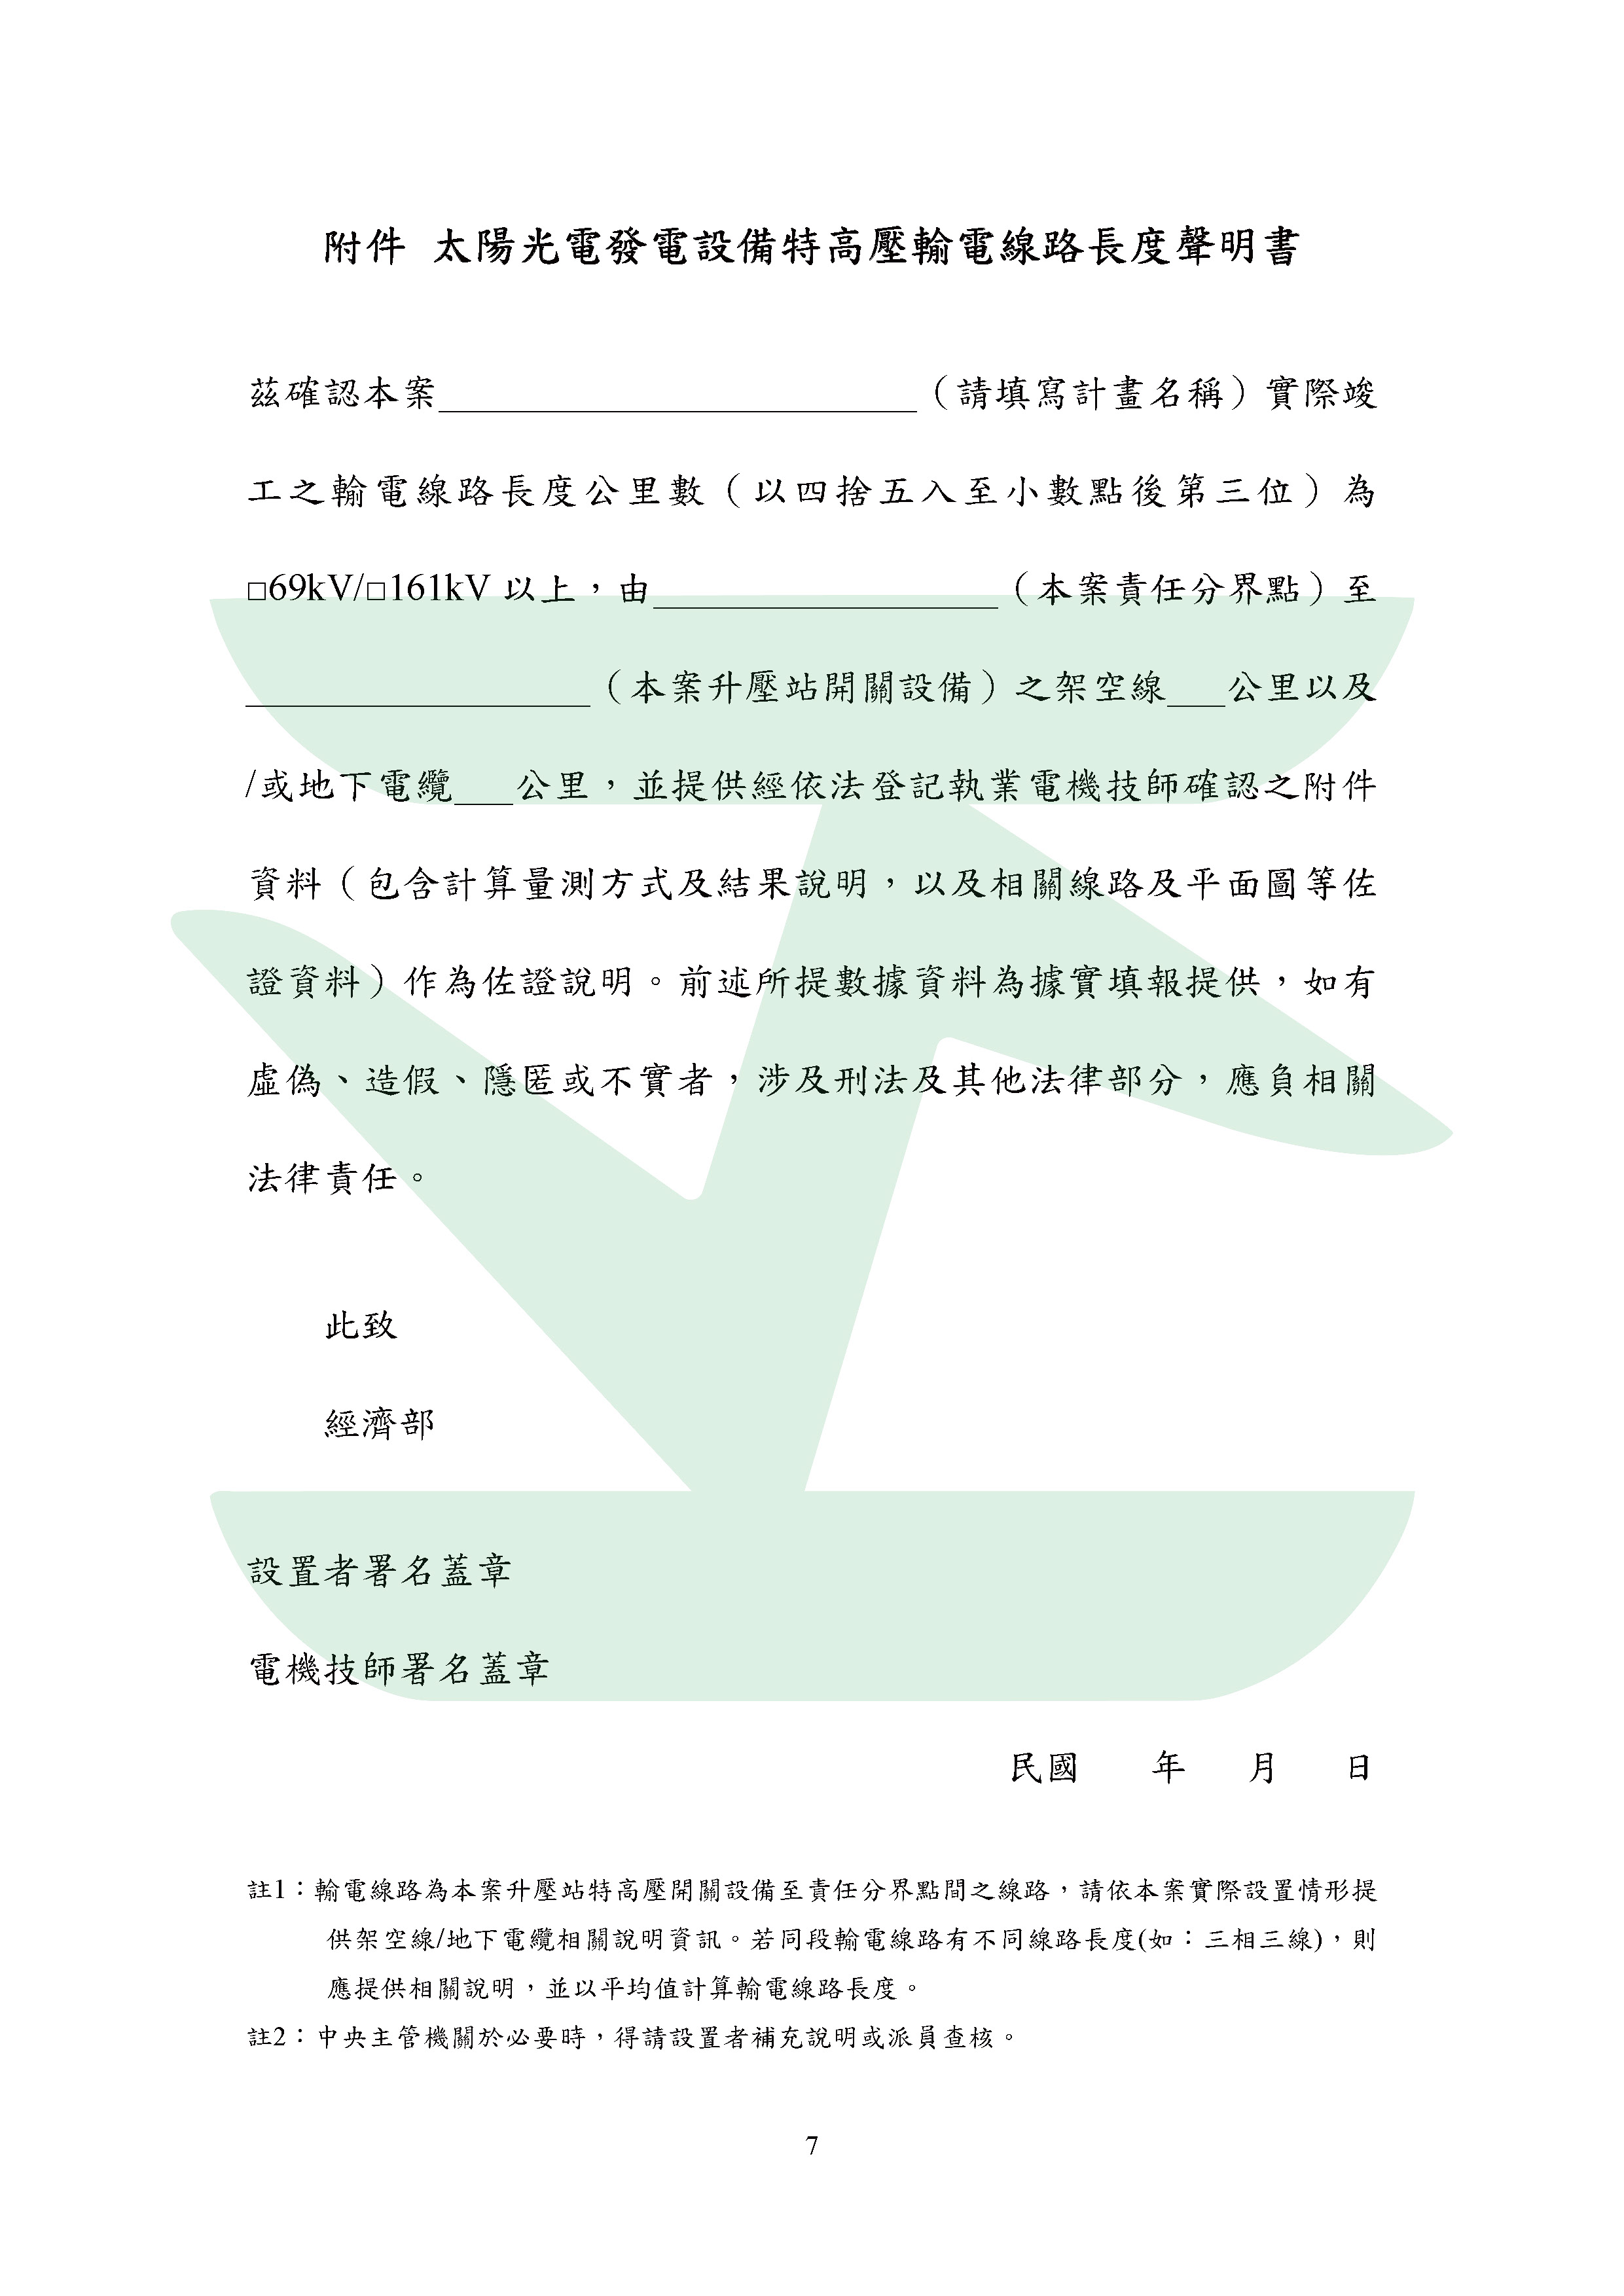 附件 太陽光電發電設備特高壓輸電線路長度聲明書
茲確認本案_________________________（請填寫計畫名稱）實際竣
工之輸電線路長度公里數（以四捨五入至小數點後第三位）為
□69kV/□161kV 以上，由__________________（本案責任分界點）至
__________________（本案升壓站開關設備）之架空線___公里以及
/或地下電纜___公里，並提供經依法登記執業電機技師確認之附件
資料（包含計算量測方式及結果說明，以及相關線路及平面圖等佐
證資料）作為佐證說明。前述所提數據資料為據實填報提供，如有
虛偽、造假、隱匿或不實者，涉及刑法及其他法律部分，應負相關
法律責任。
此致
經濟部
設置者署名蓋章
電機技師署名蓋章
民國 年 月 日
註1：輸電線路為本案升壓站特高壓開關設備至責任分界點間之線路，請依本案實際設置情形提
供架空線/地下電纜相關說明資訊。若同段輸電線路有不同線路長度(如：三相三線)，則
應提供相關說明，並以平均值計算輸電線路長度。
註2：中央主管機關於必要時，得請設置者補充說明或派員查核。
7